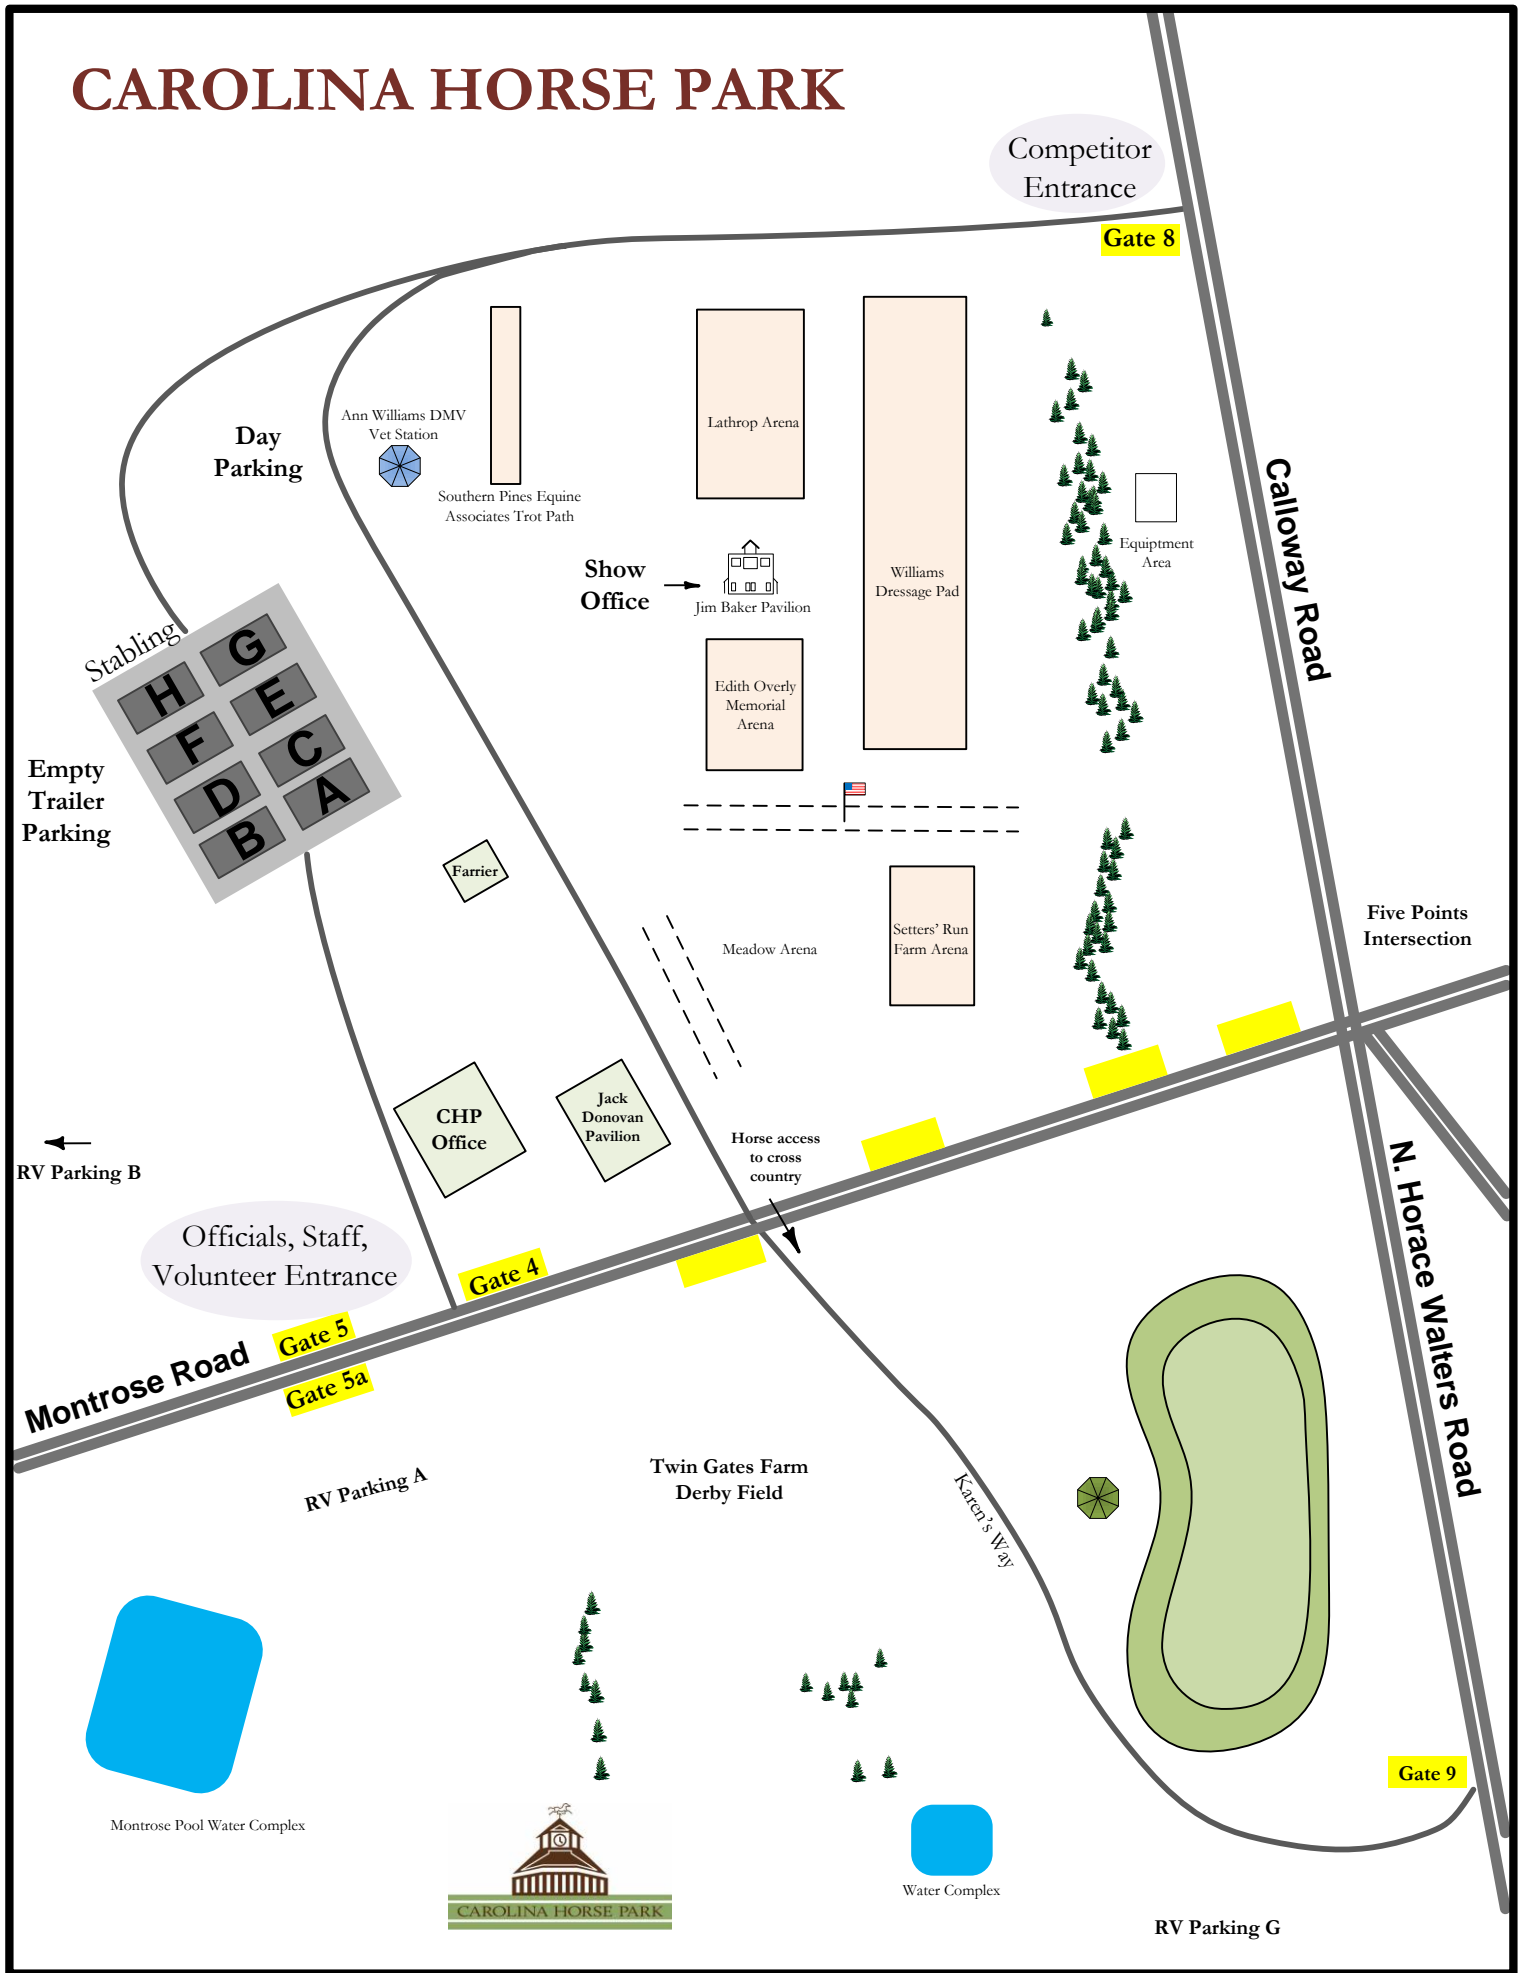 CAROLINA HORSE PARK
Competitor
Entrance
Gate 8
Ann Williams DMV
Vet Station
Day
Parking
Southern Pines Equine
Associates Trot Path
Lathrop Arena
Calloway Road
Equiptment
Area
Show
Office
Jim Baker Pavilion
Williams
Dressage Pad
Stabling
G
H
E
F
C
D
A
B
Edith Overly
Memorial
Arena
Empty
Trailer
Parking
Farrier
Meadow Arena
Setters' Run
Farm Arena
Five Points
Intersection
CHP
Office
Jack
Donovan
Pavilion
Horse access
to cross
country
RV Parking B
N. Horace Walters Road
Officials, Staff,
Volunteer Entrance
Gate 4
Gate 5
Montrose Road
Gate 5a
RV Parking A
Twin Gates Farm
Derby Field
Karen's Way
Gate 9
Montrose Pool Water Complex
Water Complex
CAROLINA HORSE PARK
RV Parking G